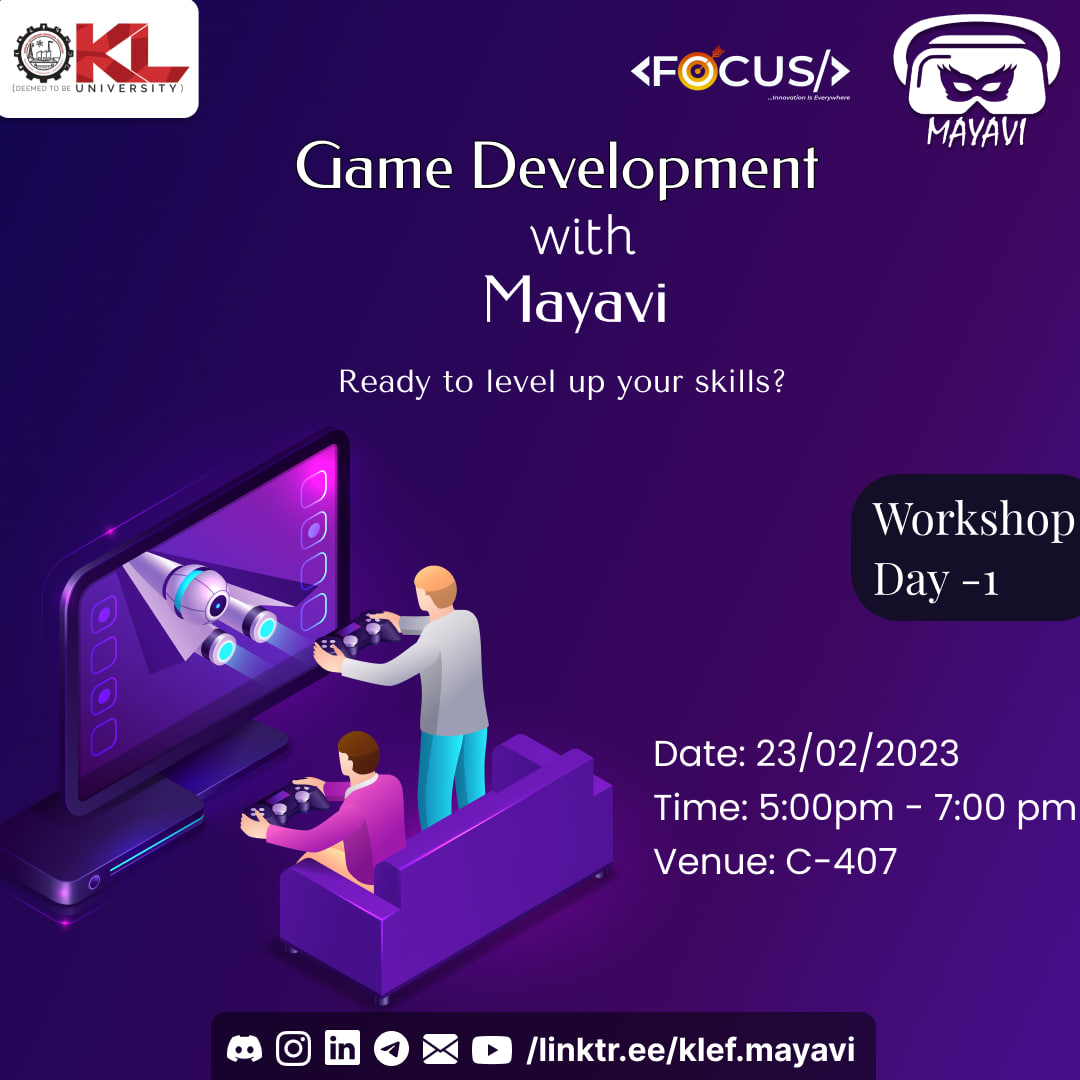 KL
(DEEMED TO BE UNIVERSITY)
<FOCUS/>
...Innovation Is Everywhere
MAYAVI
Game Development
with
Mayavi
Ready to level up your skills?
Workshop
Day -1
Date: 23/02/2023
Time: 5:00pm - 7:00 pm
Venue: C-407
/linktr.ee/klef.mayavi